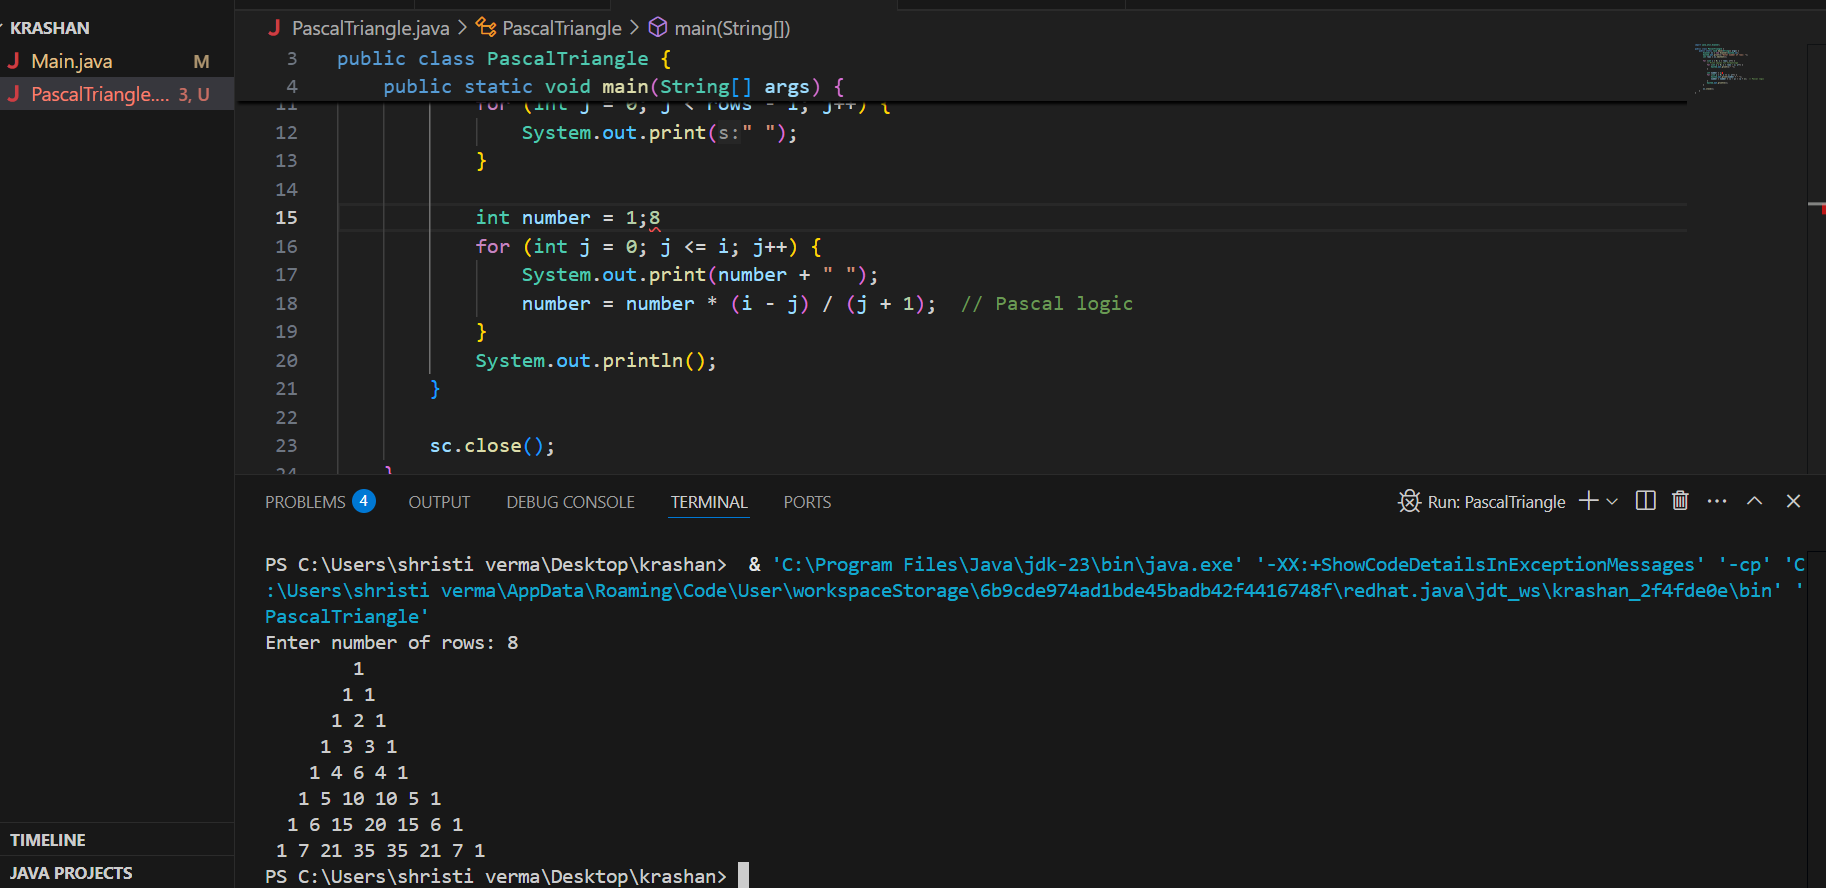 KRASHAN
Main.java M
PascalTriangle.... 3, U
TIMELINE
JAVA PROJECTS
PascalTriangle.java > PascalTriangle > main(String[])
3 public class PascalTriangle {
4 public static void main(String[] args) {
11 for (int j = 0; j < rows - i; j++) {
12 System.out.print(s:" ");
13 }
14
15 int number = 1;8
16 for (int j = 0; j <= i; j++) {
17 System.out.print(number + " ");
18 number = number * (i - j) / (j + 1); // Pascal logic
19 }
20 System.out.println();
21 }
22
23 sc.close();
24 }
PROBLEMS 4 OUTPUT DEBUG CONSOLE TERMINAL PORTS Run: PascalTriangle
PS C:\Users\shristi verma\Desktop\krashan> & 'C:\Program Files\Java\jdk-23\bin\java.exe' '-XX:+ShowCodeDetailsInExceptionMessages' '-cp' 'C
:\Users\shristi verma\AppData\Roaming\Code\User\workspaceStorage\6b9cde974ad1bde45badb42f4416748f\redhat.java\jdt_ws\krashan_2f4fde0e\bin' '
PascalTriangle'
Enter number of rows: 8
1
1 1
1 2 1
1 3 3 1
1 4 6 4 1
1 5 10 10 5 1
1 6 15 20 15 6 1
1 7 21 35 35 21 7 1
PS C:\Users\shristi verma\Desktop\krashan>